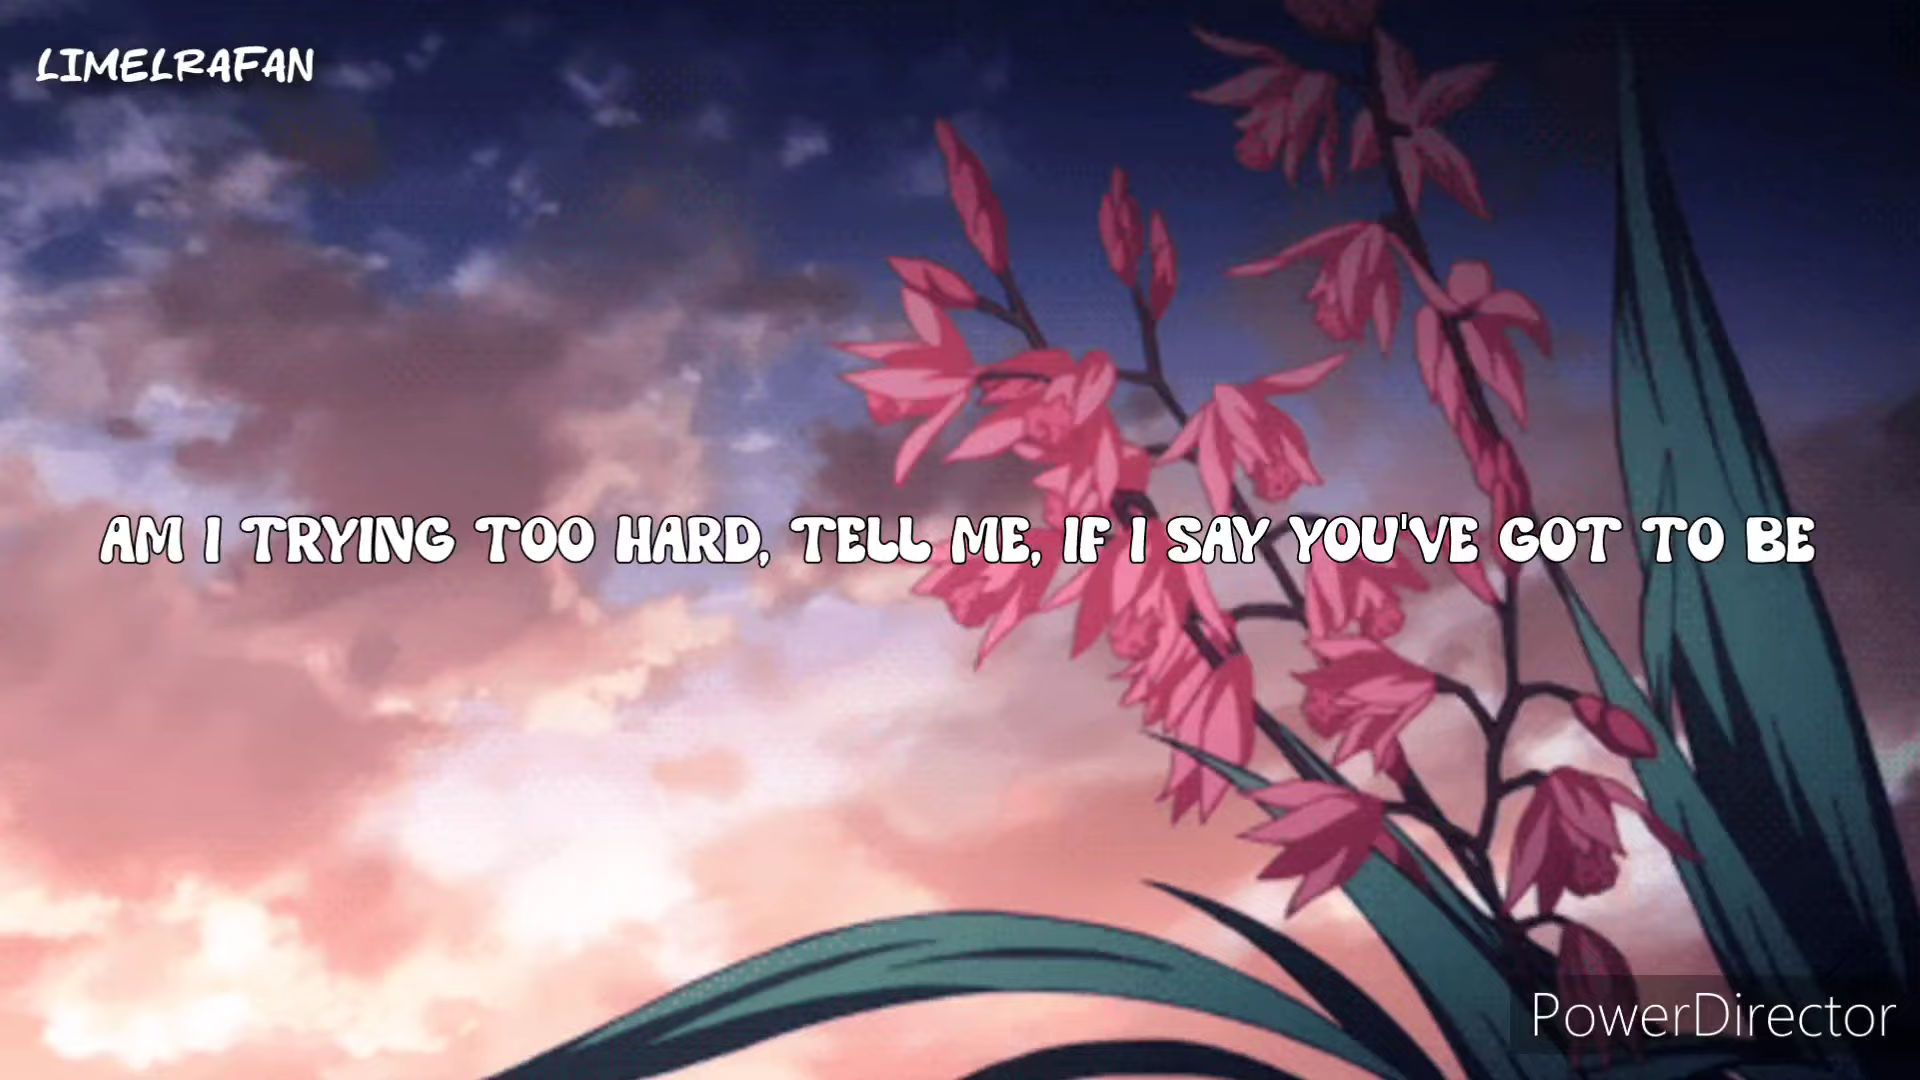 LIMELRAFAN
AM I TRYING TOO HARD, TELL ME, IF I SAY YOU'VE GOT TO BE
PowerDirector